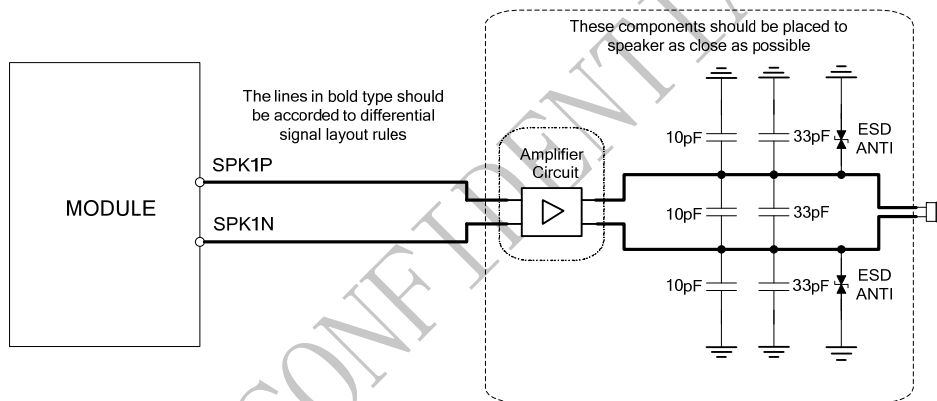 These components should be placed to
speaker as close as possible
The lines in bold type should
be accorded to differential
signal layout rules
10pF
33pF
ESD
ANTI
Amplifier
Circuit
SPK1P
MODULE
10pF
33pF
SPK1N
10pF
33pF
ESD
ANTI
CONFIDENTIA